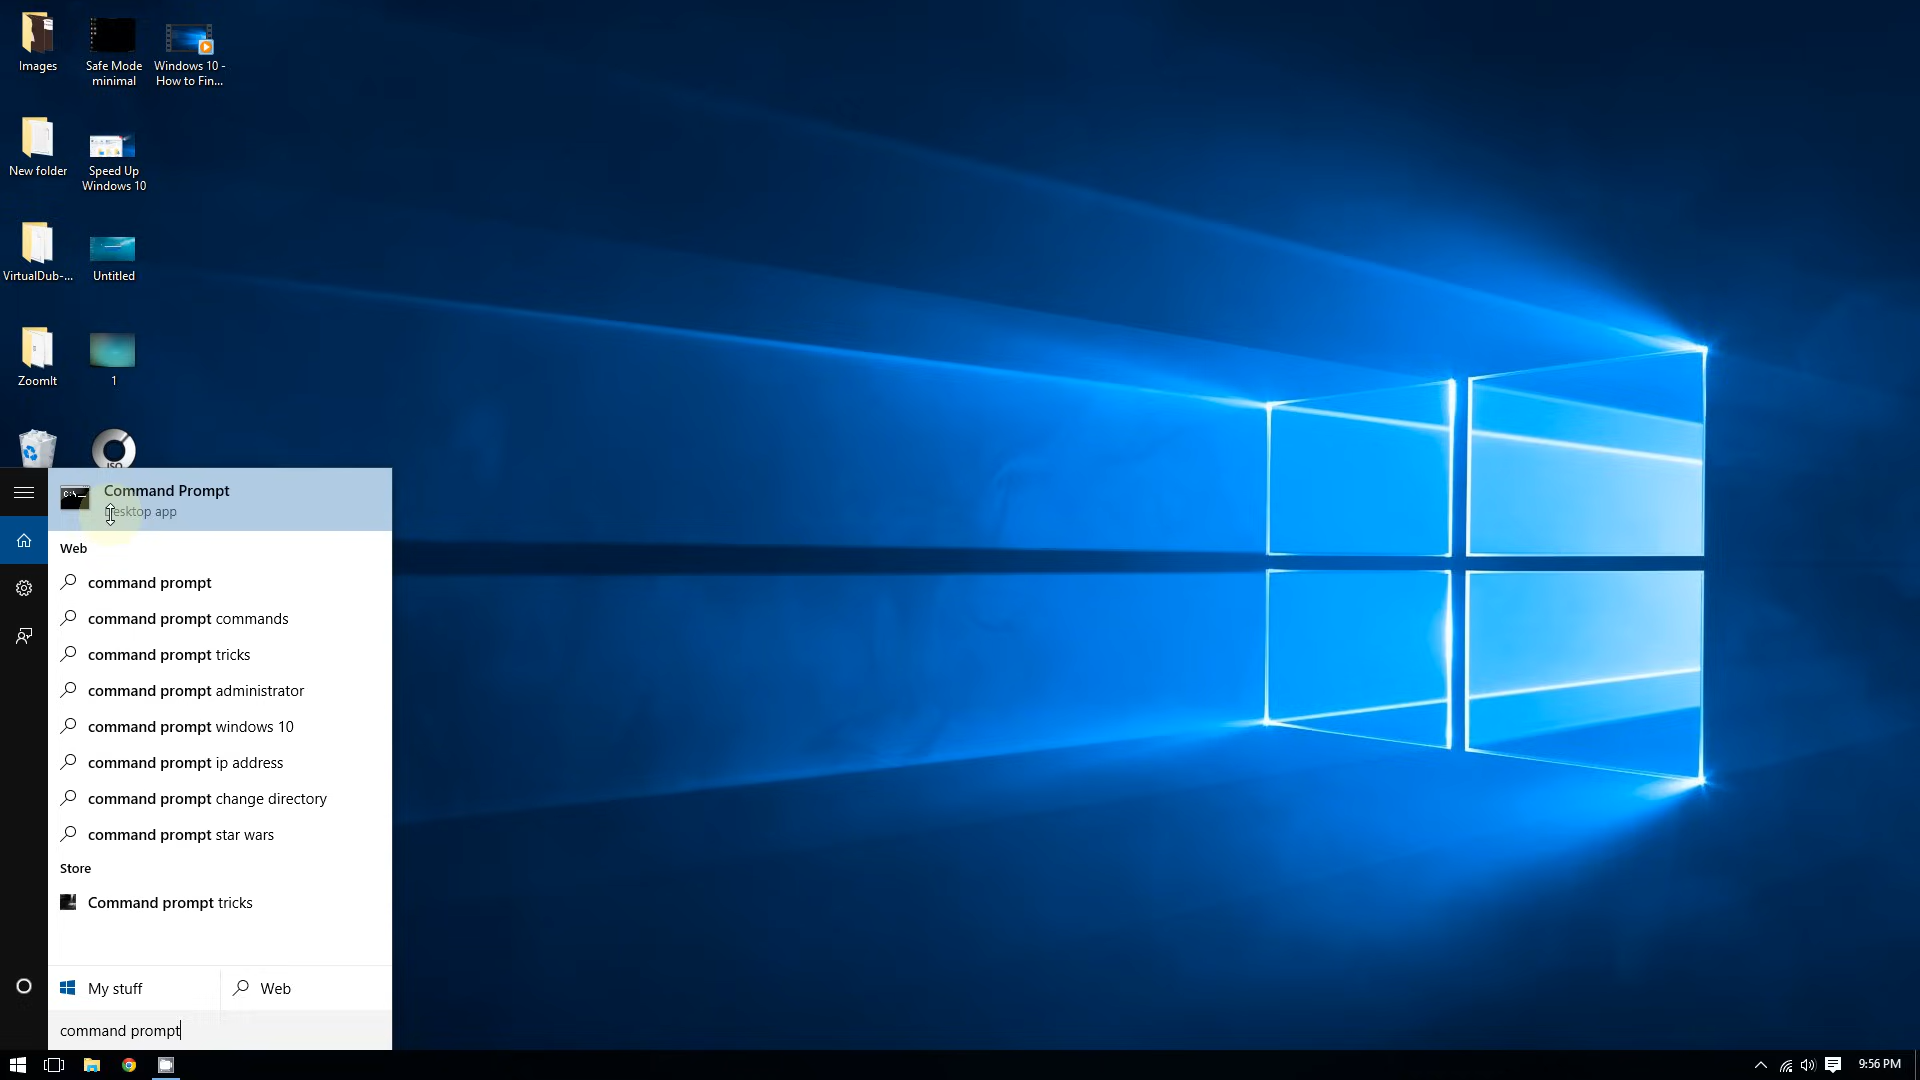 Images
Safe Mode
minimal
Windows 10 -
How to Fin...
New folder
Speed Up
Windows 10
VirtualDub-...
Untitled
ZoomIt
1
ISO
C:\_
Command Prompt
Desktop app
Web
command prompt
command prompt commands
command prompt tricks
command prompt administrator
command prompt windows 10
command prompt ip address
command prompt change directory
command prompt star wars
Store
Command prompt tricks
My stuff
Web
command prompt
9:56 PM